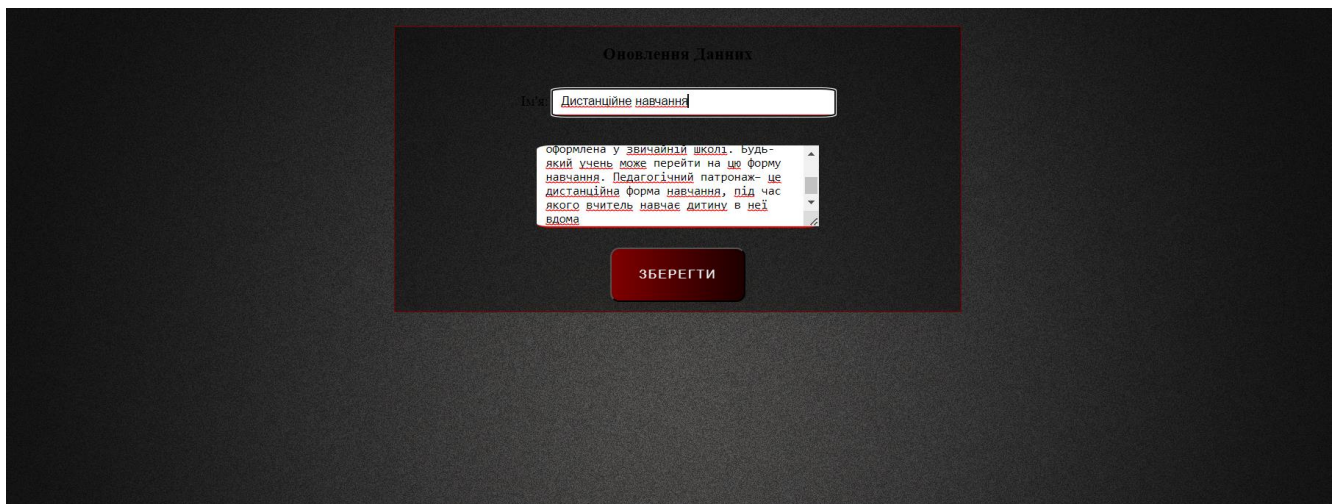 Оновлення Данних
Ім'я: Дистанційне навчання
оформлена у звичайній школі. Будь-
який учень може перейти на цю форму
навчання. Педагогічний патронаж– це
дистанційна форма навчання, під час
якого вчитель навчає дитину в неї
вдома
ЗБЕРЕГТИ